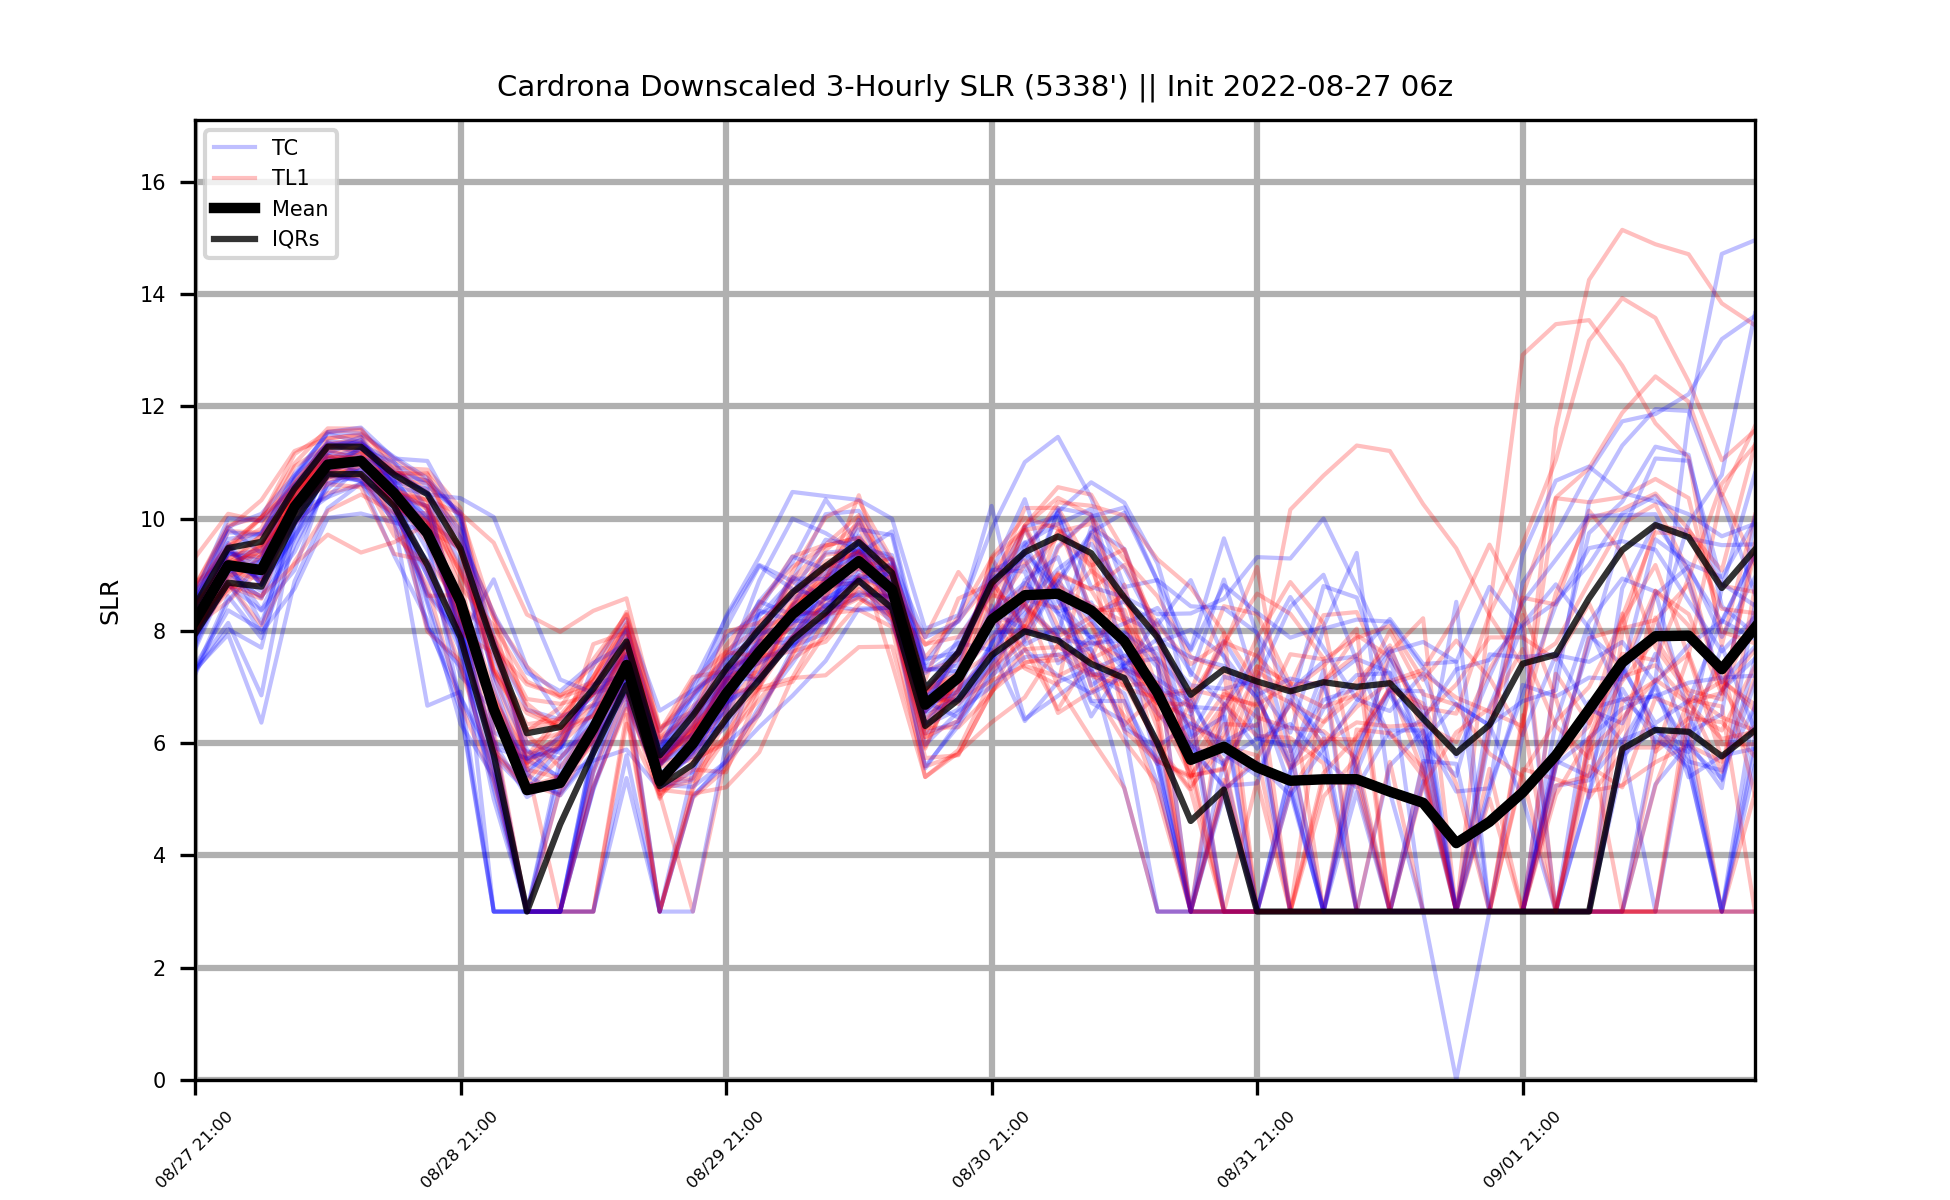 Cardrona Downscaled 3-Hourly SLR (5338') || Init 2022-08-27 06z
TC
TL1
Mean
IQRs
SLR
16
14
12
10
8
6
4
2
0
08/27 21:00
08/28 21:00
08/29 21:00
08/30 21:00
08/31 21:00
09/01 21:00